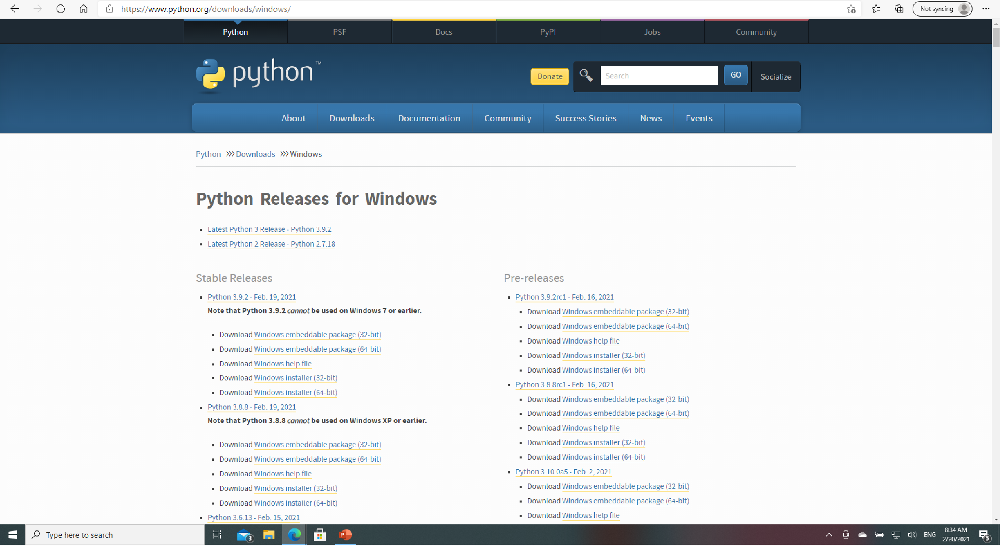 https://www.python.org/downloads/windows/
Not syncing
Python PSF Docs PyPI Jobs Community
python™
Donate Search GO Socialize
About Downloads Documentation Community Success Stories News Events
Python >>> Downloads >>> Windows
Python Releases for Windows
Latest Python 3 Release - Python 3.9.2
Latest Python 2 Release - Python 2.7.18
Stable Releases
Python 3.9.2 - Feb. 19, 2021
Note that Python 3.9.2 cannot be used on Windows 7 or earlier.
Download Windows embeddable package (32-bit)
Download Windows embeddable package (64-bit)
Download Windows help file
Download Windows installer (32-bit)
Download Windows installer (64-bit)
Python 3.8.8 - Feb. 19, 2021
Note that Python 3.8.8 cannot be used on Windows XP or earlier.
Download Windows embeddable package (32-bit)
Download Windows embeddable package (64-bit)
Download Windows help file
Download Windows installer (32-bit)
Download Windows installer (64-bit)
Python 3.6.13 - Feb. 15, 2021
Pre-releases
Python 3.9.2rc1 - Feb. 16, 2021
Download Windows embeddable package (32-bit)
Download Windows embeddable package (64-bit)
Download Windows help file
Download Windows installer (32-bit)
Download Windows installer (64-bit)
Python 3.8.8rc1 - Feb. 16, 2021
Download Windows embeddable package (32-bit)
Download Windows embeddable package (64-bit)
Download Windows help file
Download Windows installer (32-bit)
Download Windows installer (64-bit)
Python 3.10.0a5 - Feb. 2, 2021
Download Windows embeddable package (32-bit)
Download Windows embeddable package (64-bit)
Download Windows help file
Type here to search
3
P
ENG
8:34 AM
2/20/2021
5